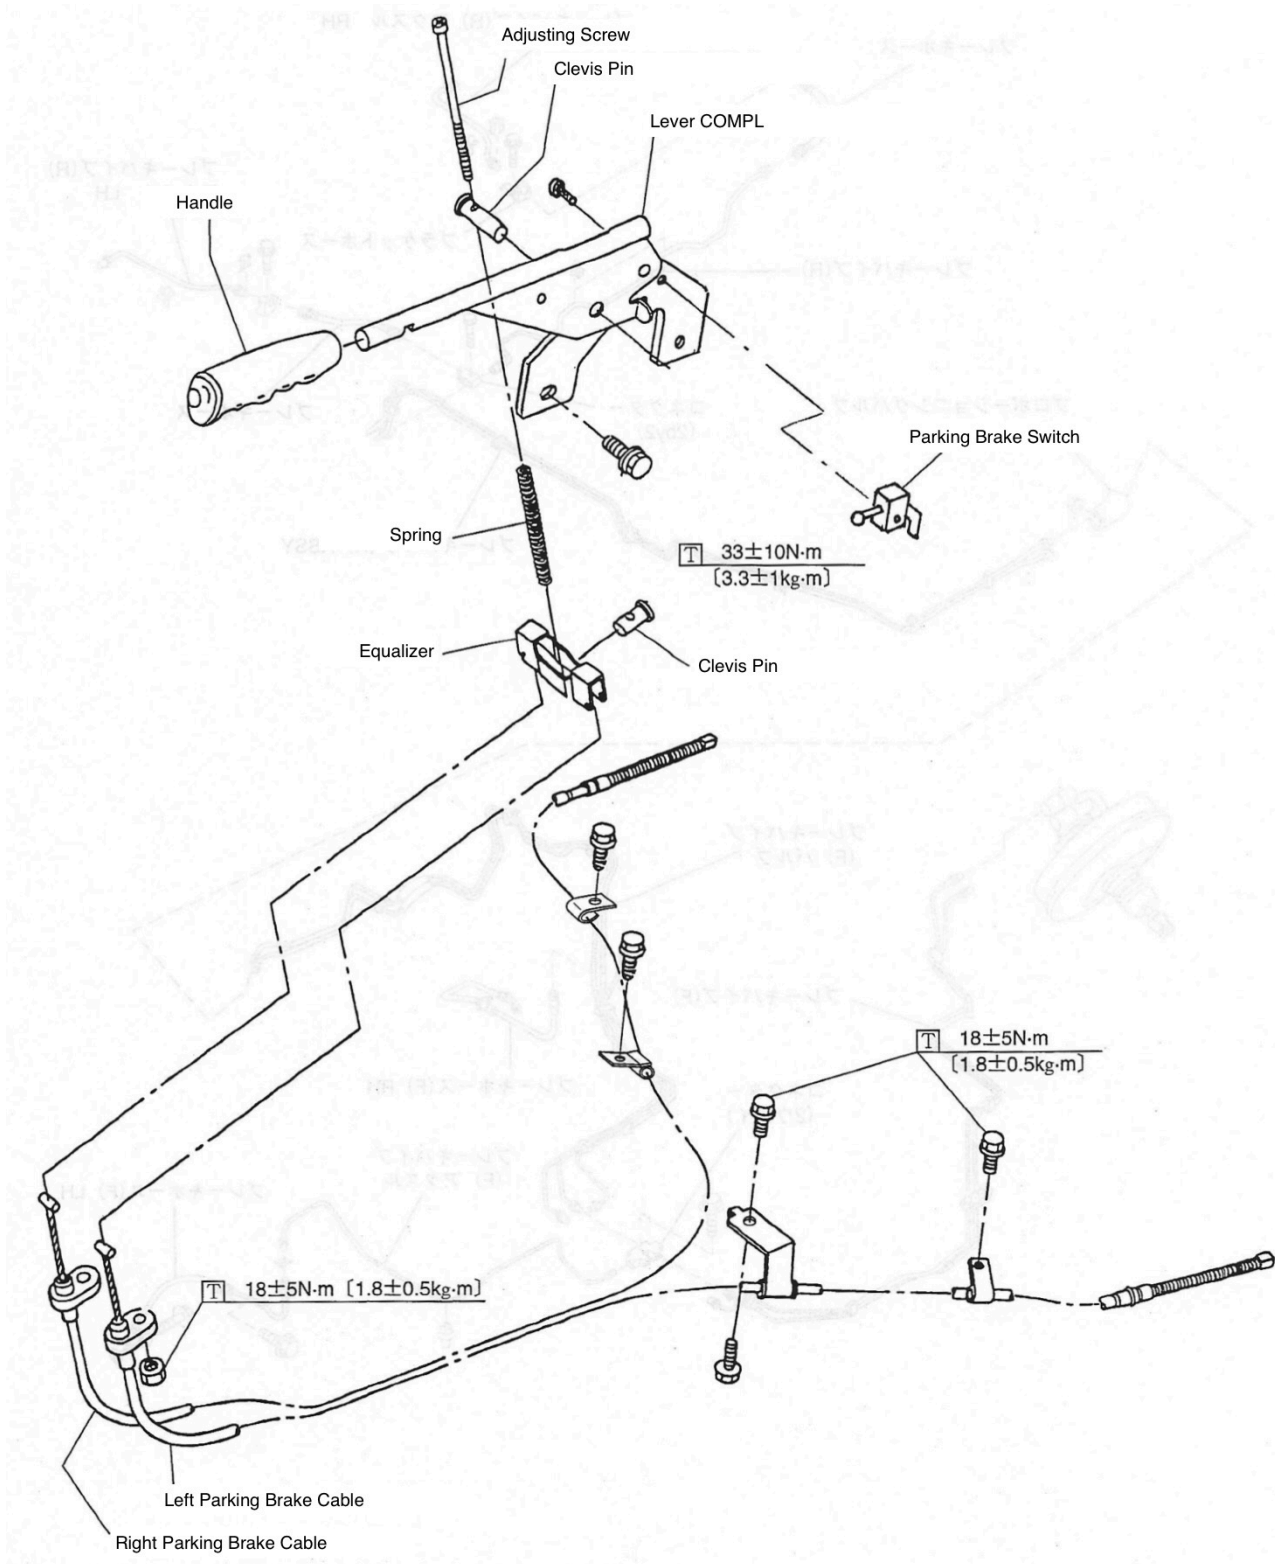 Adjusting Screw
Clevis Pin
Lever COMPL
Handle
Parking Brake Switch
Spring
T 33±10N·m
〔3.3±1kg·m〕
Equalizer
Clevis Pin
T 18±5N·m
〔1.8±0.5kg·m〕
T 18±5N·m〔1.8±0.5kg·m〕
Left Parking Brake Cable
Right Parking Brake Cable